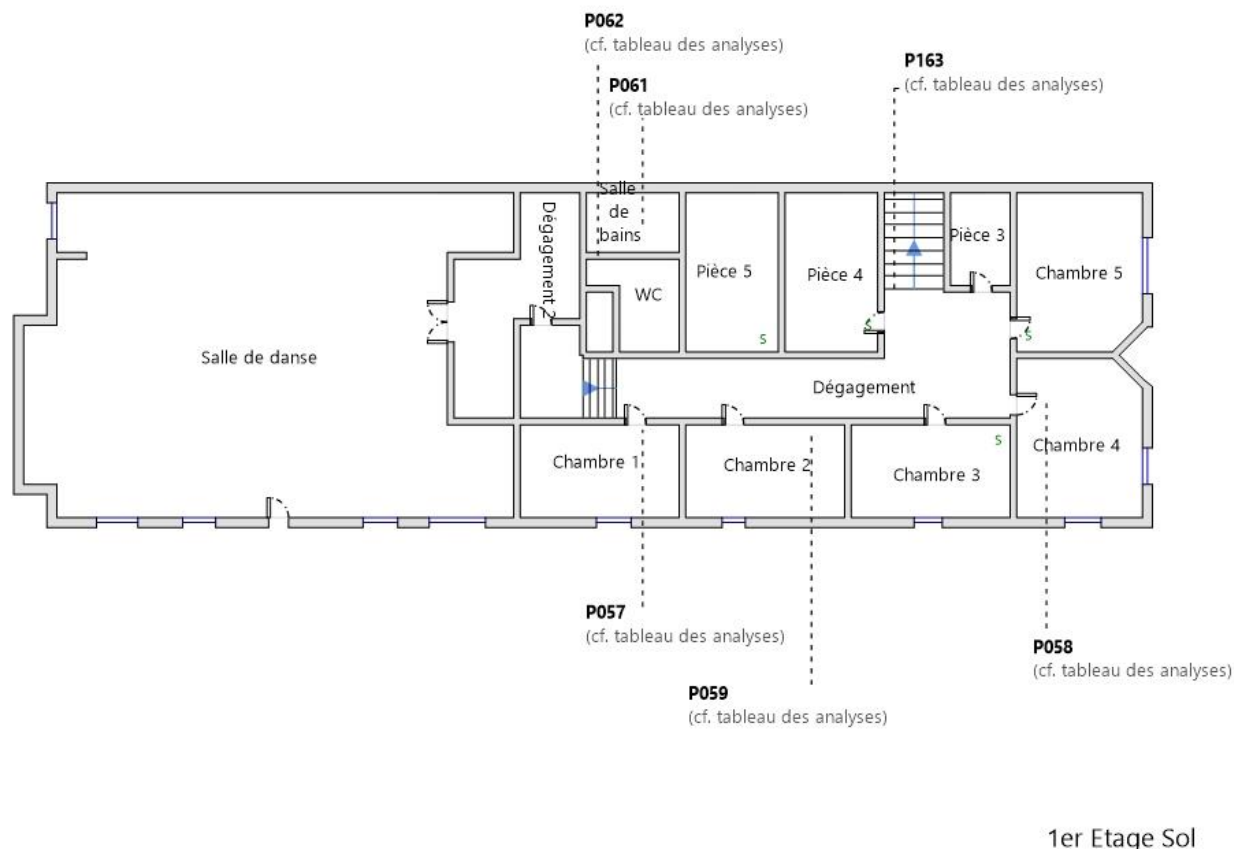 P062
(cf. tableau des analyses)
P163
(cf. tableau des analyses)
P061
(cf. tableau des analyses)
Salle
de
bains
Dégagement 2
Pièce 3
Pièce 5
Pièce 4
Chambre 5
WC
S
S
S
Salle de danse
Dégagement
S
Chambre 1
Chambre 2
Chambre 3
Chambre 4
P057
(cf. tableau des analyses)
P058
(cf. tableau des analyses)
P059
(cf. tableau des analyses)
1er Etage Sol